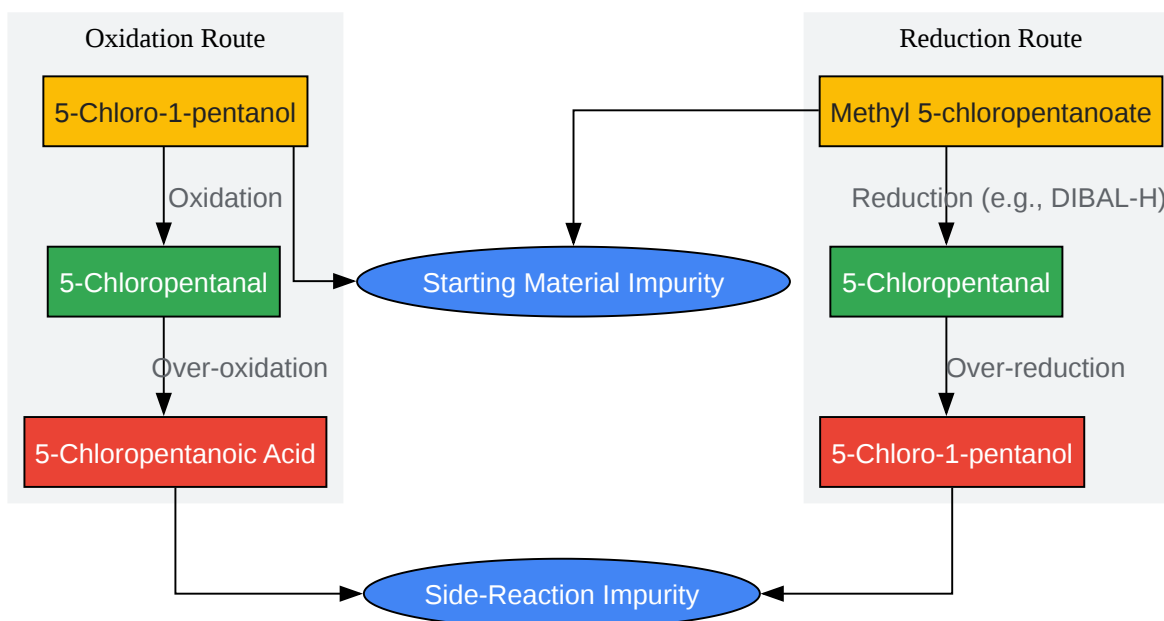 Oxidation Route
5-Chloro-1-pentanol
Oxidation
5-Chloropentanal
Over-oxidation
5-Chloropentanoic Acid
Starting Material Impurity
Side-Reaction Impurity
Reduction Route
Methyl 5-chloropentanoate
Reduction (e.g., DIBAL-H)
5-Chloropentanal
Over-reduction
5-Chloro-1-pentanol